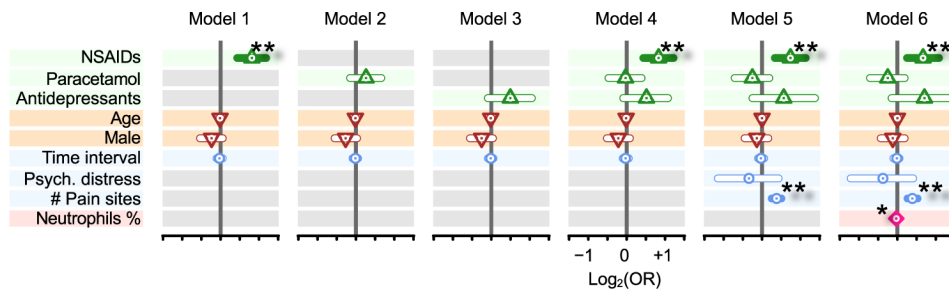 Model 1 Model 2 Model 3 Model 4 Model 5 Model 6
NSAIDs ** ** ** **
Paracetamol
Antidepressants
Age
Male
Time interval
Psych. distress
# Pain sites ** **
Neutrophils % *
−1 0 +1
Log₂(OR)